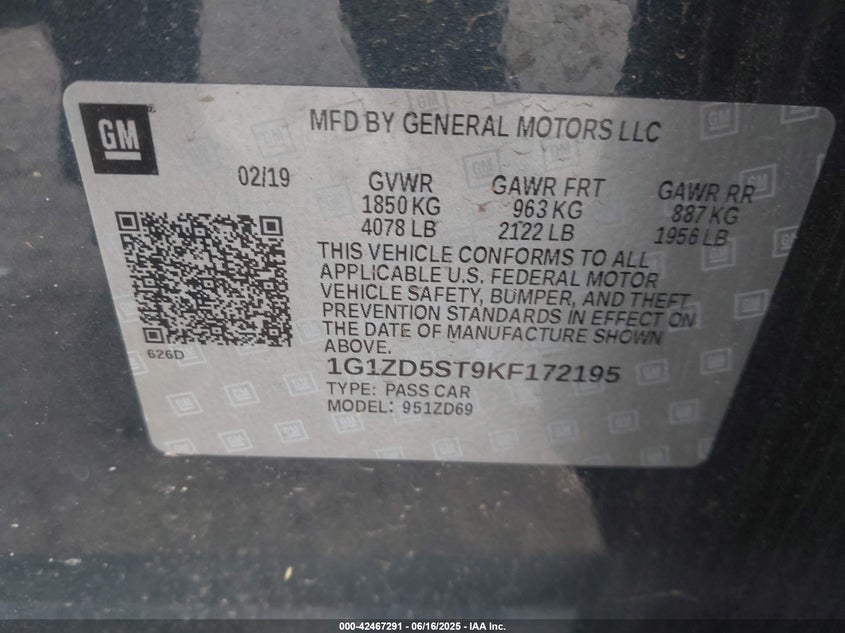 GM
MFD BY GENERAL MOTORS LLC
02/19
GVWR GAWR FRT GAWR RR
1850 KG 963 KG 887 KG
4078 LB 2122 LB 1956 LB
THIS VEHICLE CONFORMS TO ALL
APPLICABLE U.S. FEDERAL MOTOR
VEHICLE SAFETY, BUMPER, AND THEFT
PREVENTION STANDARDS IN EFFECT ON
THE DATE OF MANUFACTURE SHOWN
ABOVE.
626D
1G1ZD5ST9KF172195
TYPE: PASS CAR
MODEL: 951ZD69
000-42467291 - 06/16/2025 - IAA Inc.